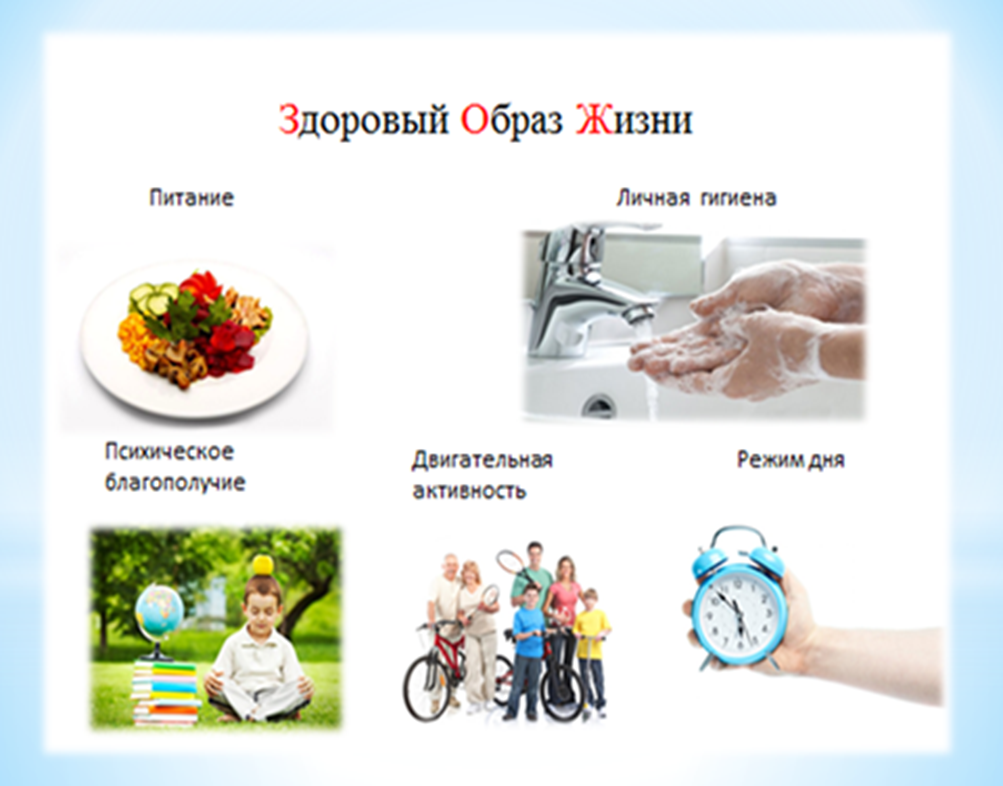 Здоровый Образ Жизни
Питание
Личная гигиена
Психическое
благополучие
Двигательная
активность
Режим дня